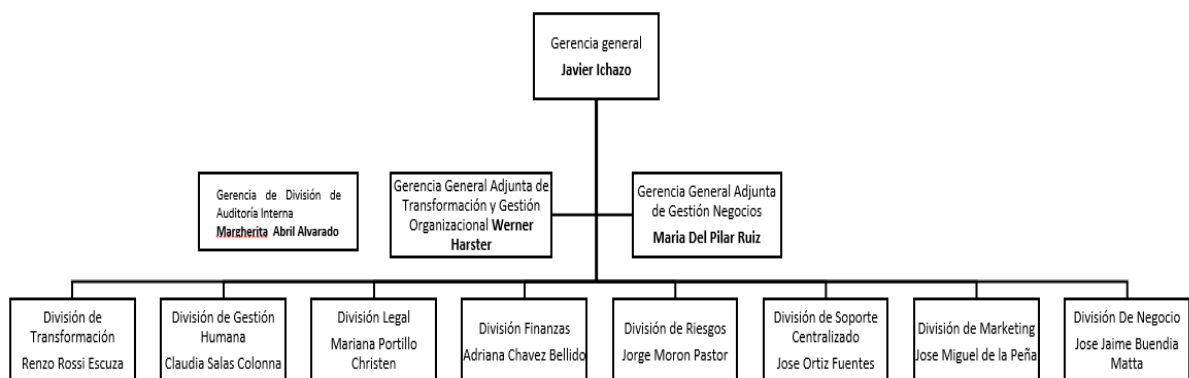 Gerencia general
Javier Ichazo
Gerencia de División de
Auditoría Interna
Margherita Abril Alvarado
Gerencia General Adjunta de
Transformación y Gestión
Organizacional Werner
Harster
Gerencia General Adjunta
de Gestión Negocios
Maria Del Pilar Ruiz
División de
Transformación
Renzo Rossi Escuza
División de Gestión
Humana
Claudia Salas Colonna
División Legal
Mariana Portillo
Christen
División Finanzas
Adriana Chavez Bellido
División de Riesgos
Jorge Moron Pastor
División de Soporte
Centralizado
Jose Ortiz Fuentes
División de Marketing
Jose Miguel de la Peña
División De Negocio
Jose Jaime Buendia
Matta